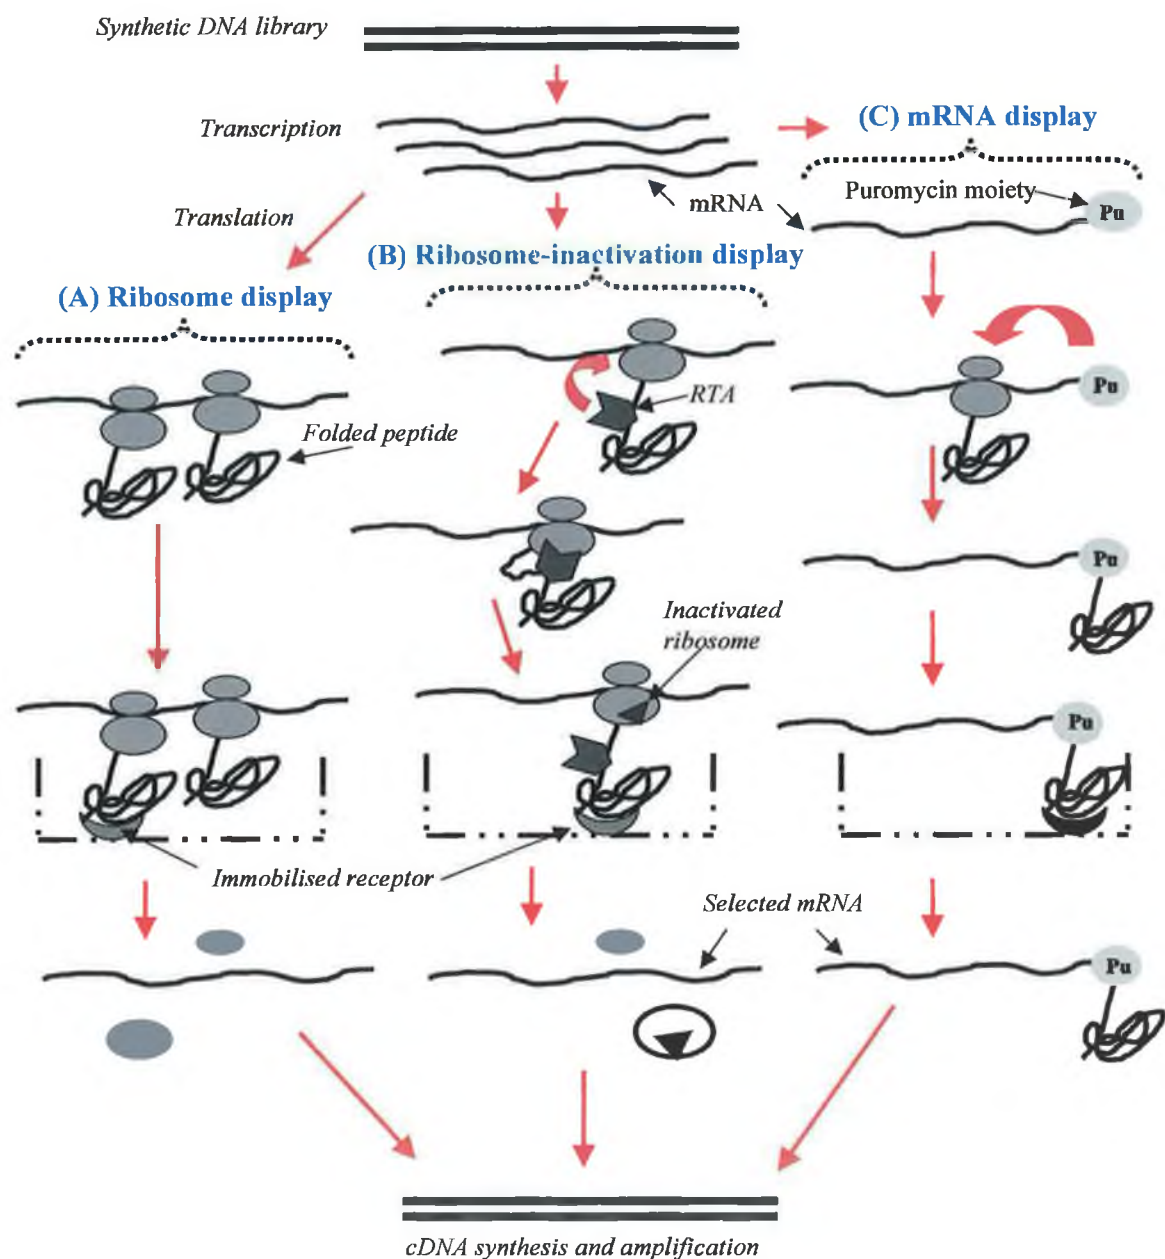 Synthetic DNA library
Transcription
(C) mRNA display
Puromycin moiety
Pu
mRNA
Translation
(B) Ribosome-inactivation display
(A) Ribosome display
RTA
Pu
Folded peptide
Pu
Inactivated
ribosome
Pu
Immobilised receptor
Selected mRNA
Pu
cDNA synthesis and amplification